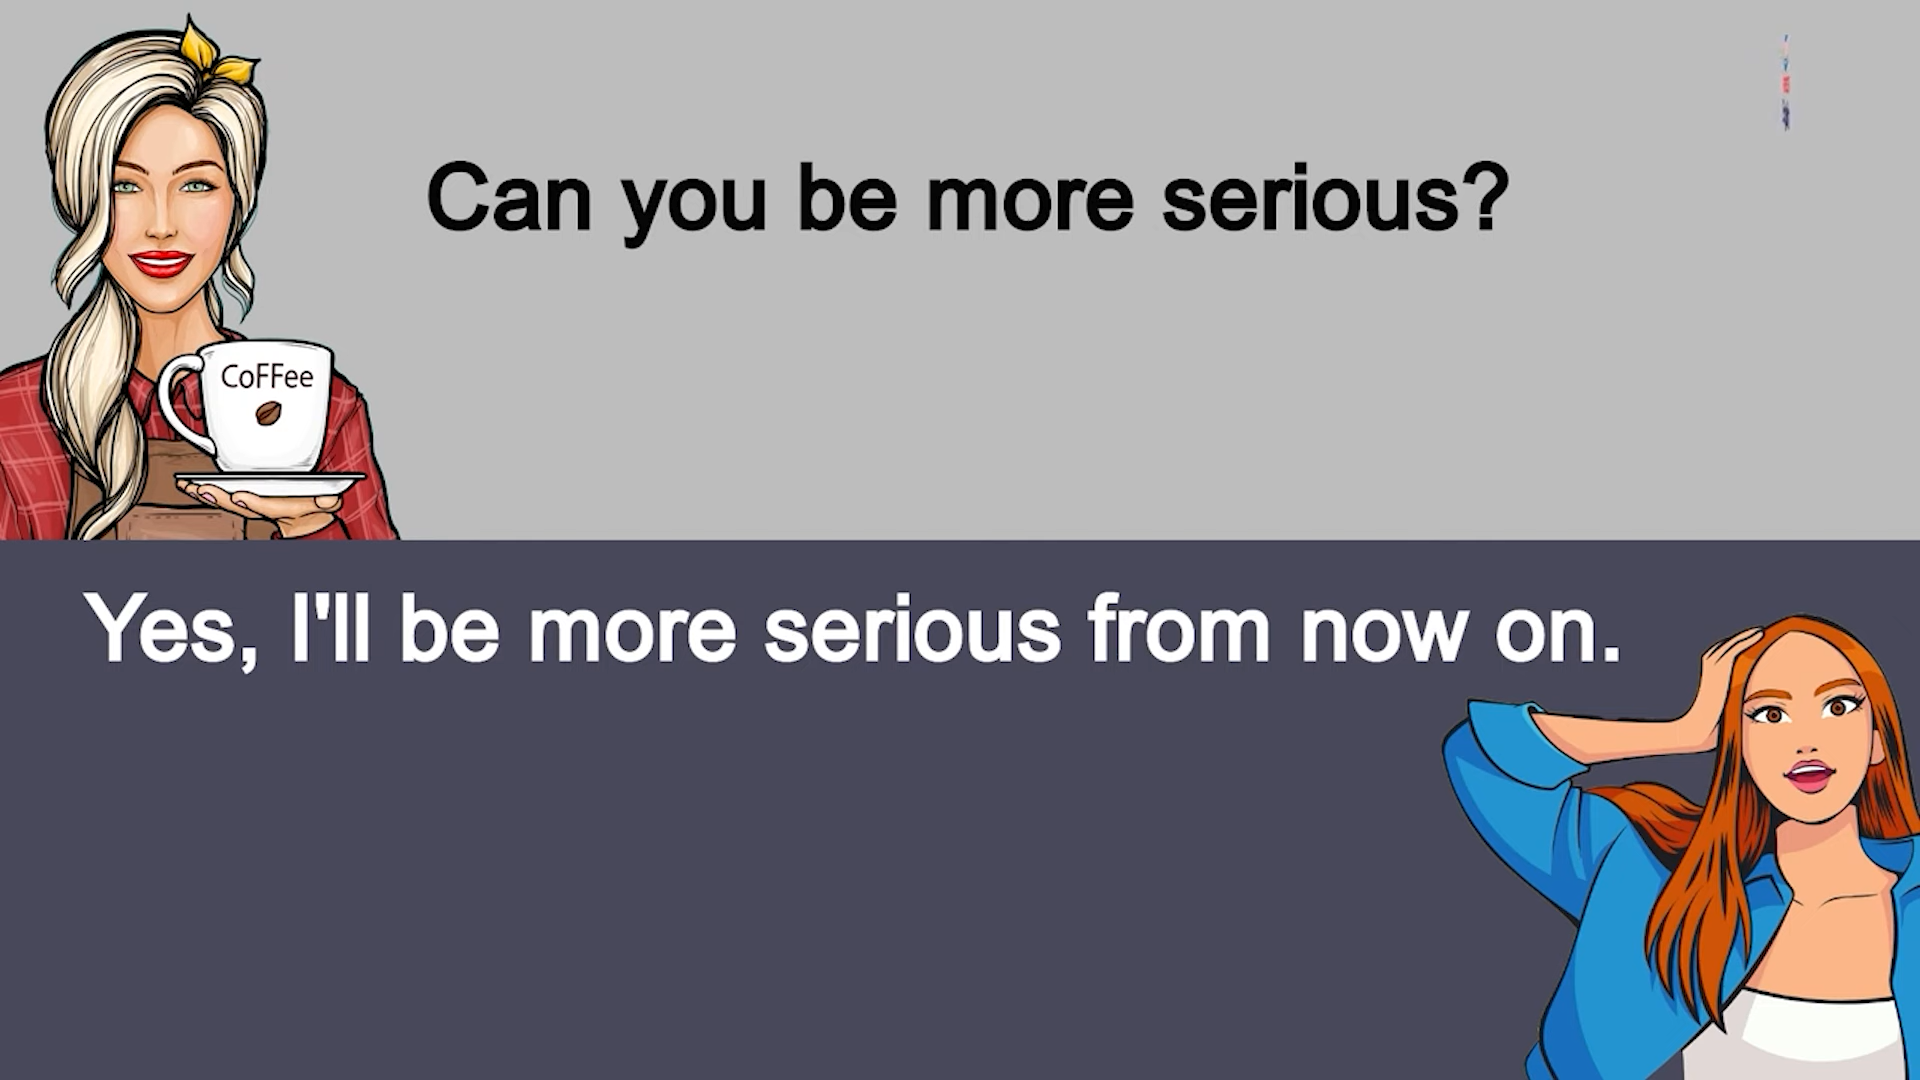 Can you be more serious?
CoFFee
Yes, I'll be more serious from now on.